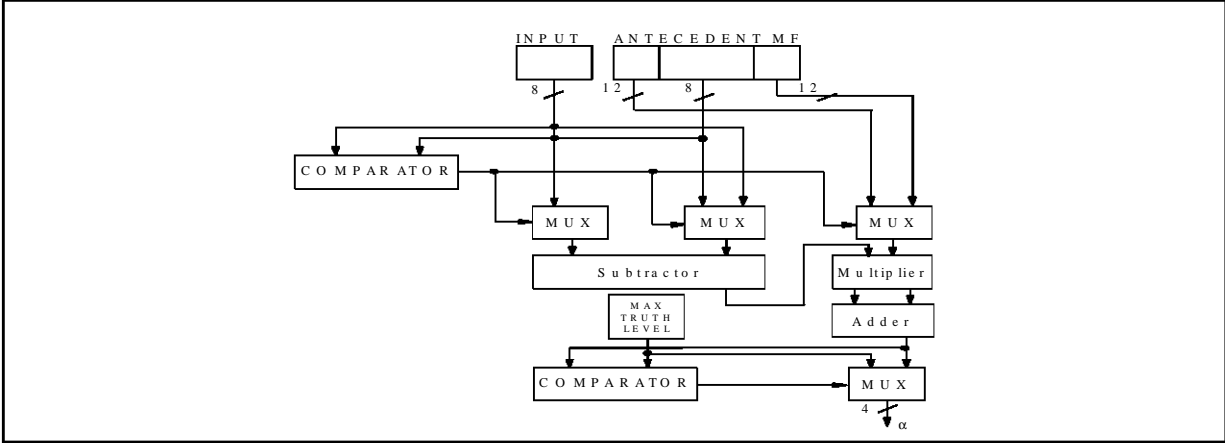 INPUT ANTECEDENT MF
8 12 8 12
COMPARATOR
MUX MUX MUX
Subtractor Multiplier
MAX
TRUTH
LEVEL
Adder
COMPARATOR MUX
4
α